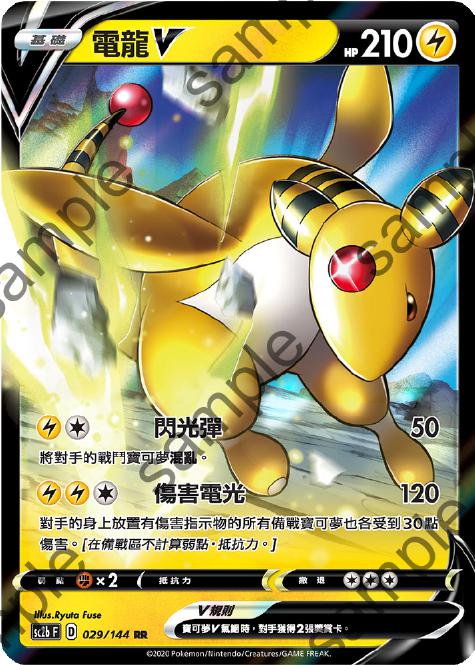 基礎 電龍V HP 210
閃光彈 50
將對手的戰鬥寶可夢混亂。
傷害電光 120
對手的身上放置有傷害指示物的所有備戰寶可夢也各受到30點
傷害。[在備戰區不計算弱點・抵抗力。]
弱點 ×2 抵抗力 撤退
Illus.Ryuta Fuse
V規則
sc2b F D 029/144 RR
寶可夢V氣絕時，對手獲得2張獎賞卡。
©2020 Pokémon/Nintendo/Creatures/GAME FREAK.
sample
sample
sample
sample
sample
sample